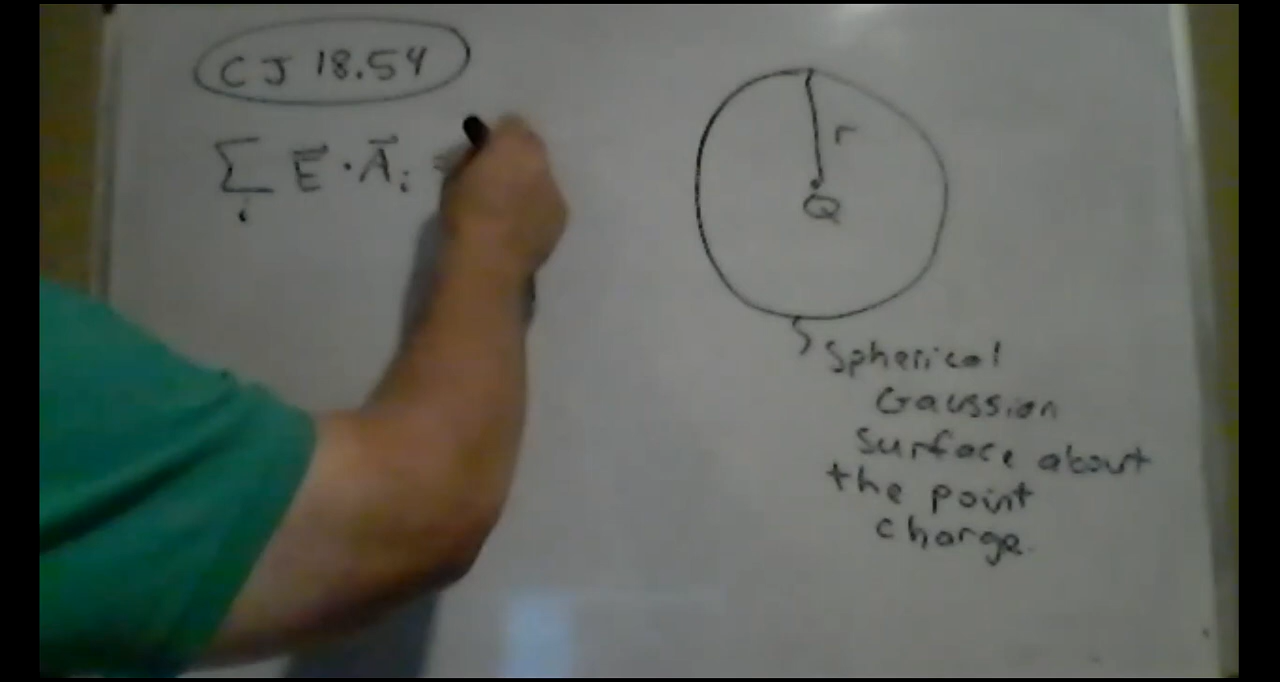 CJ 18.54
∑ E⃗ · A⃗ᵢ =
i
r
Q
Spherical
Gaussian
surface about
the point
charge.